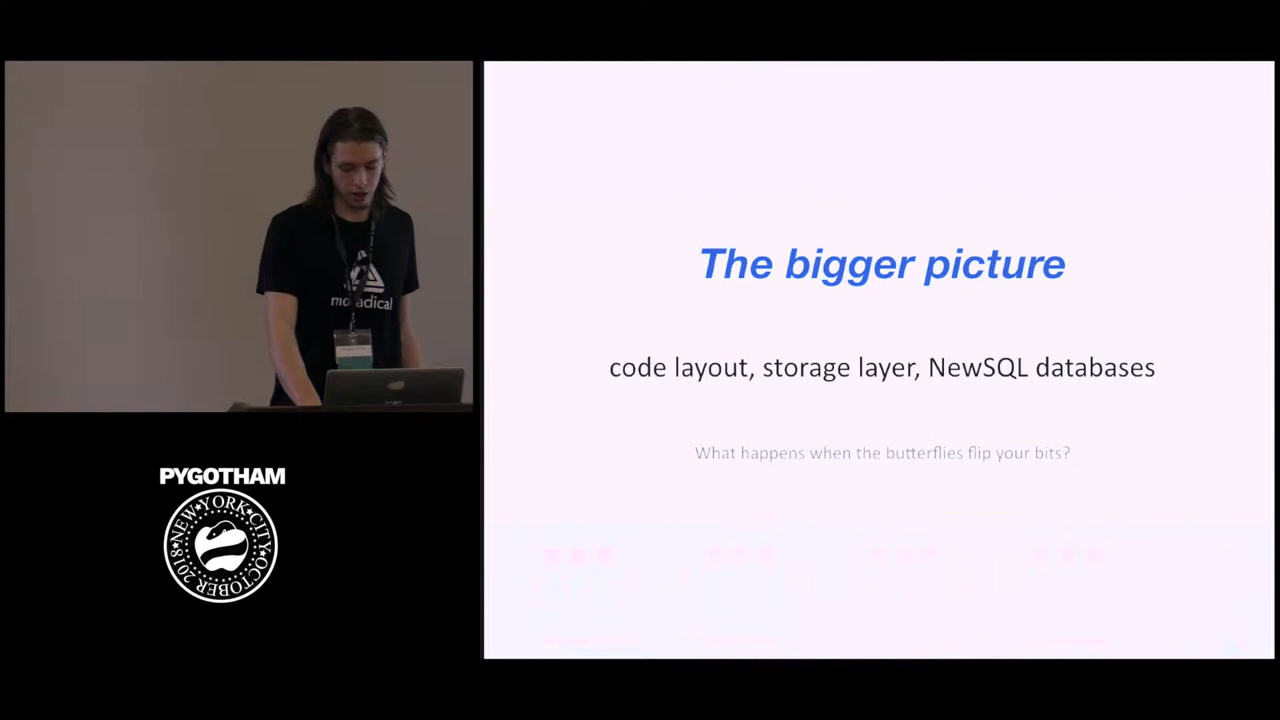 The bigger picture
code layout, storage layer, NewSQL databases
What happens when the butterflies flip your bits?
PYGOTHAM
NEW★YORK★CITY★OCTOBER 2018★